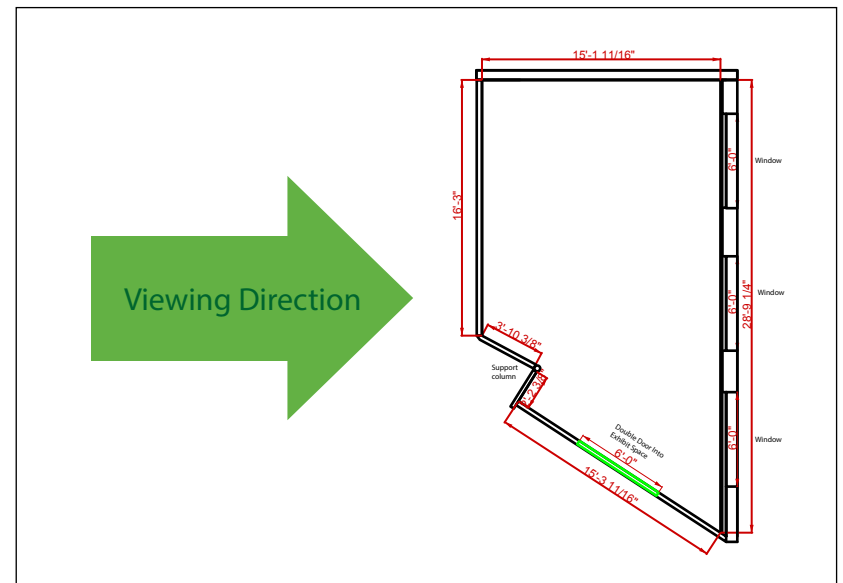 15'-1 11/16"
6'-0"
Window
16'-3"
Viewing Direction
6'-0"
Window
28'-9 1/4"
3'-10 3/8"
Support
column
6'-0"
Window
Double Door Into
Exhibit Space
6'-0"
15'-3 11/16"